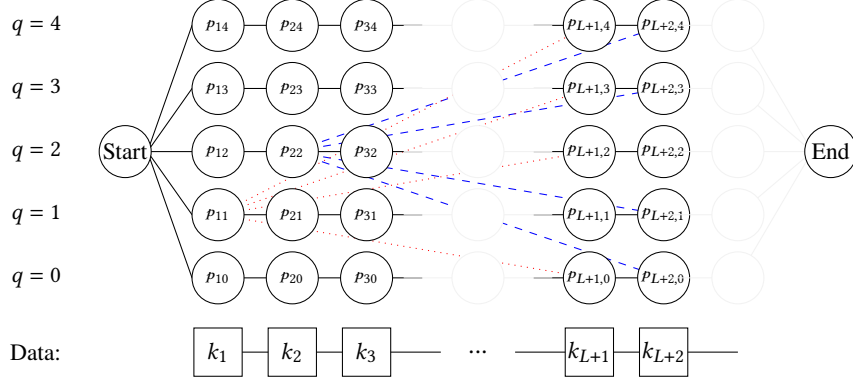 q = 4 p14 p24 p34 pL+1,4 pL+2,4
q = 3 p13 p23 p33 pL+1,3 pL+2,3
q = 2 Start p12 p22 p32 pL+1,2 pL+2,2 End
q = 1 p11 p21 p31 pL+1,1 pL+2,1
q = 0 p10 p20 p30 pL+1,0 pL+2,0
Data: k1 k2 k3 ... kL+1 kL+2